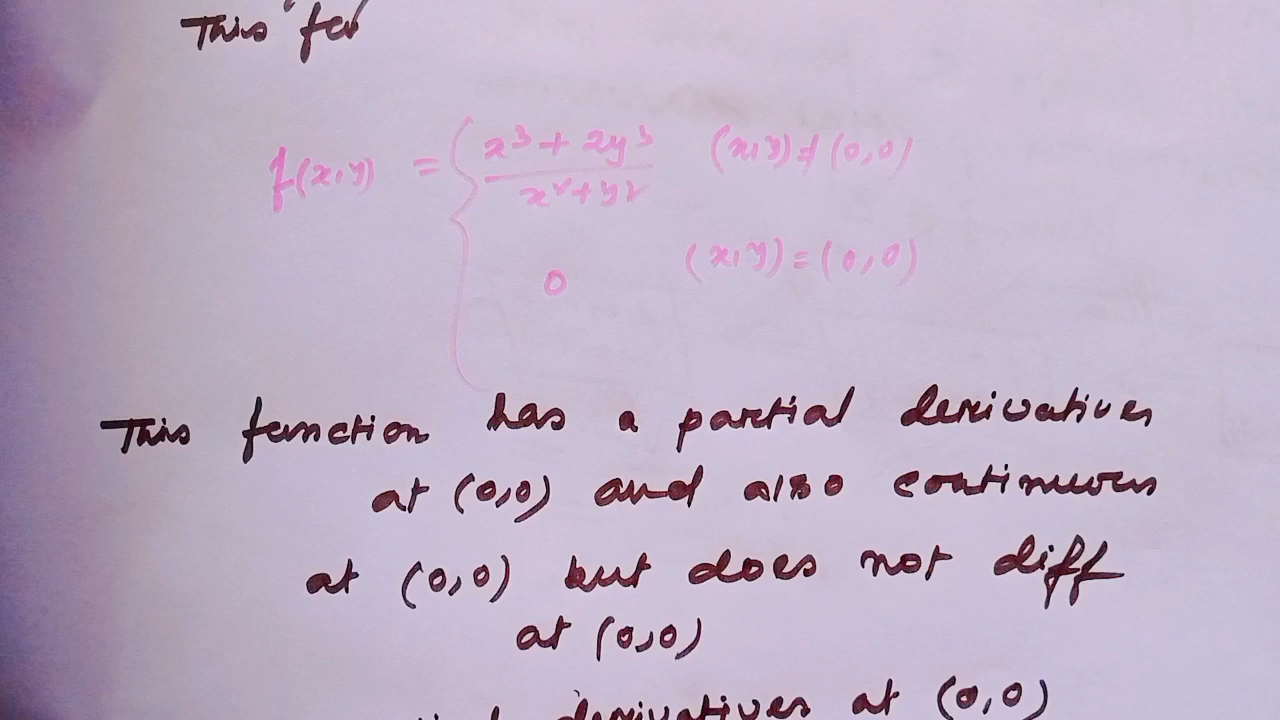 This fcn
f(x,y) = { x³ + 2y³ / x² + y² (x,y) ≠ (0,0)
0 (x,y) = (0,0)
This function has a partial derivatives
at (0,0) and also continuous
at (0,0) but does not diff
at (0,0)
derivatives at (0,0)